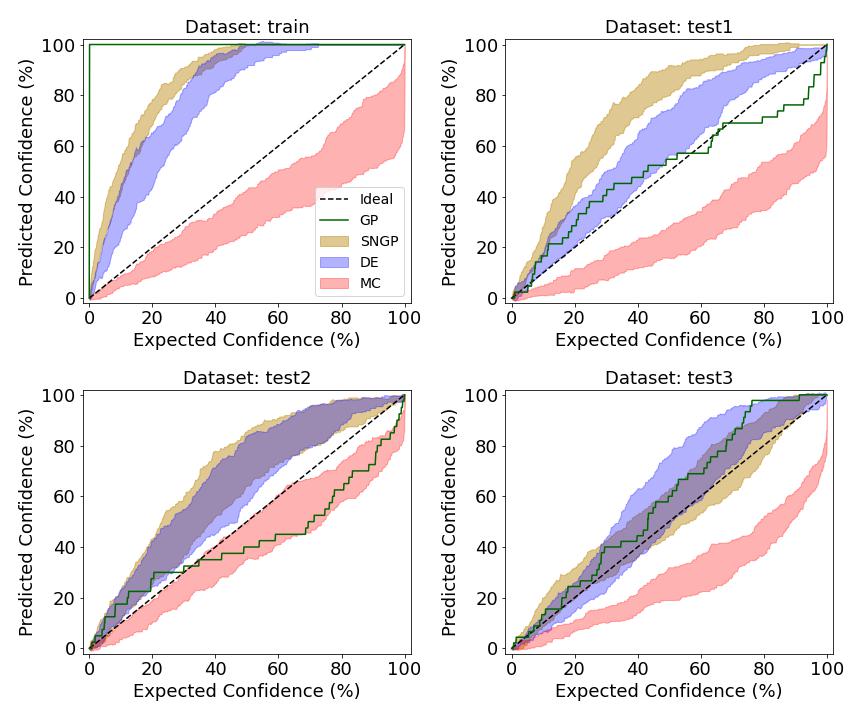 Dataset: train
100
80
60
40
20
0
Predicted Confidence (%)
Ideal
GP
SNGP
DE
MC
0 20 40 60 80 100
Expected Confidence (%)
Dataset: test1
100
80
60
40
20
0
Predicted Confidence (%)
0 20 40 60 80 100
Expected Confidence (%)
Dataset: test2
100
80
60
40
20
0
Predicted Confidence (%)
0 20 40 60 80 100
Expected Confidence (%)
Dataset: test3
100
80
60
40
20
0
Predicted Confidence (%)
0 20 40 60 80 100
Expected Confidence (%)